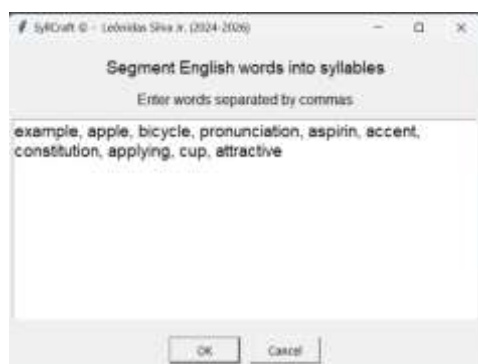 SyllCraft © - Leônidas Silva Jr. (2024-2026)
Segment English words into syllables
Enter words separated by commas
example, apple, bicycle, pronunciation, aspirin, accent,
constitution, applying, cup, attractive
OK
Cancel